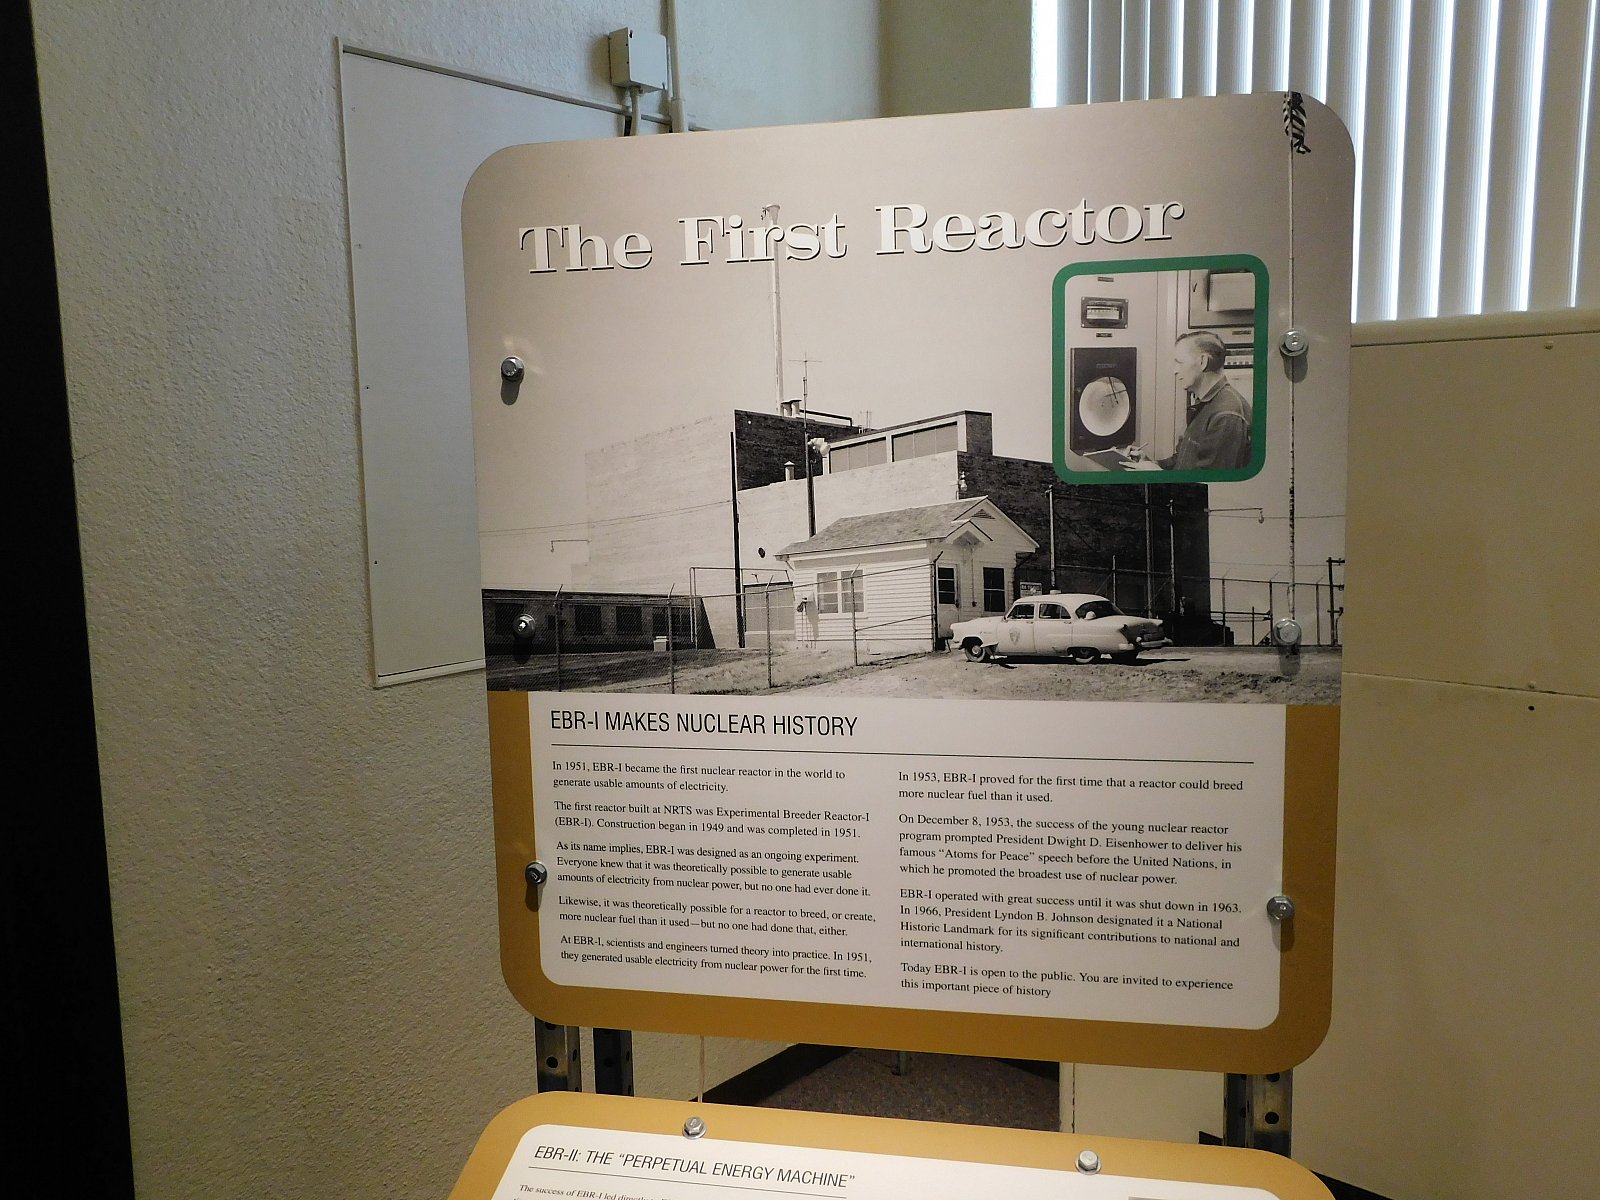 The First Reactor
EBR-I MAKES NUCLEAR HISTORY
In 1951, EBR-I became the first nuclear reactor in the world to
generate usable amounts of electricity.
The first reactor built at NRTS was Experimental Breeder Reactor-I
(EBR-I). Construction began in 1949 and was completed in 1951.
As its name implies, EBR-I was designed as an ongoing experiment.
Everyone knew that it was theoretically possible to generate usable
amounts of electricity from nuclear power, but no one had ever done it.
Likewise, it was theoretically possible for a reactor to breed, or create,
more nuclear fuel than it used—but no one had done that, either.
At EBR-I, scientists and engineers turned theory into practice. In 1951,
they generated usable electricity from nuclear power for the first time.
In 1953, EBR-I proved for the first time that a reactor could breed
more nuclear fuel than it used.
On December 8, 1953, the success of the young nuclear reactor
program prompted President Dwight D. Eisenhower to deliver his
famous “Atoms for Peace” speech before the United Nations, in
which he promoted the broadest use of nuclear power.
EBR-I operated with great success until it was shut down in 1963.
In 1966, President Lyndon B. Johnson designated it a National
Historic Landmark for its significant contributions to national and
international history.
Today EBR-I is open to the public. You are invited to experience
this important piece of history
EBR-II: THE “PERPETUAL ENERGY MACHINE”
The success of EBR-I led directly